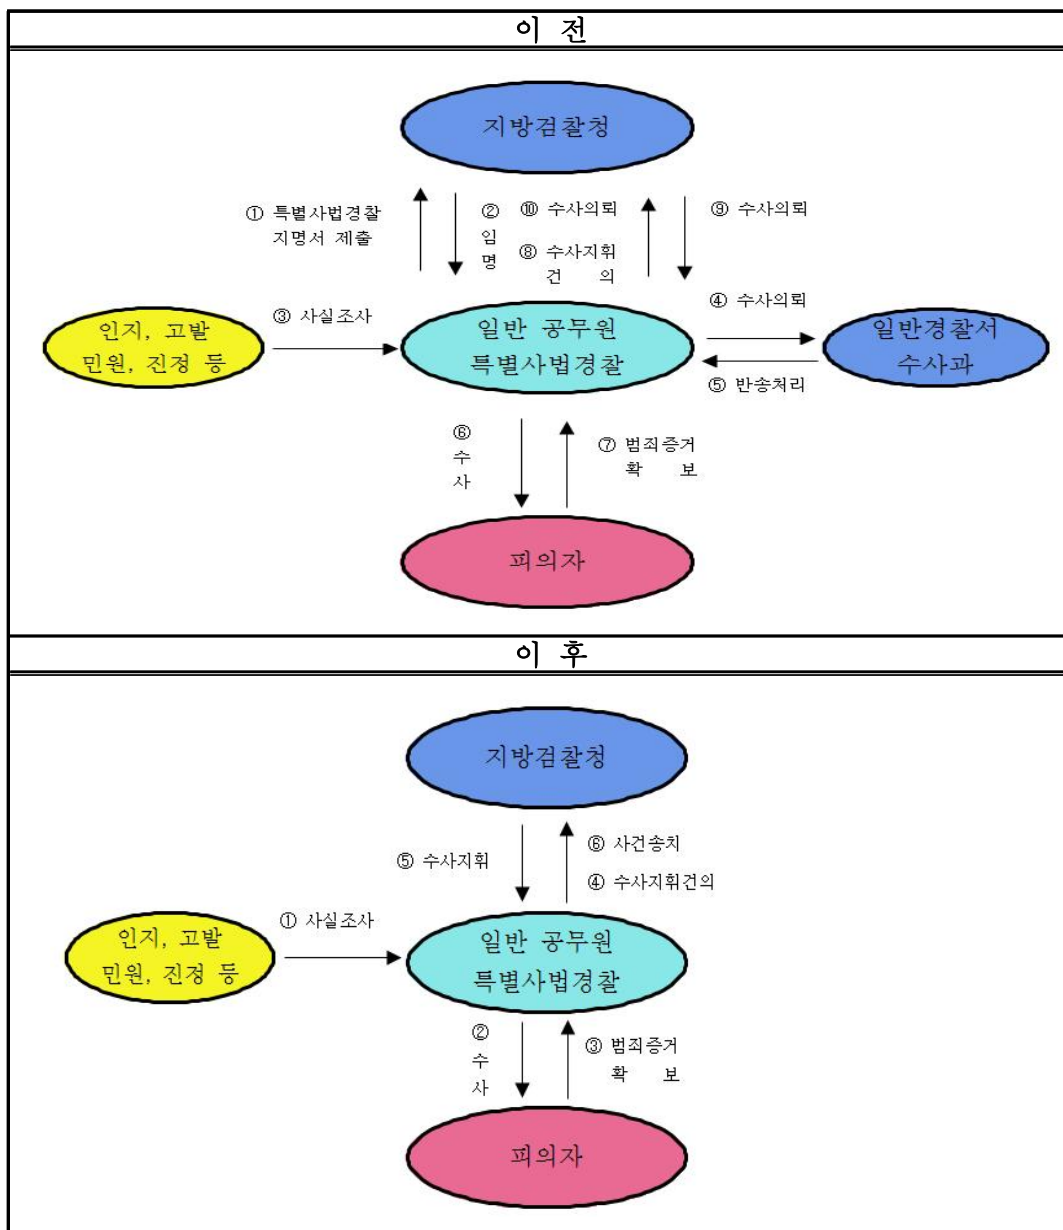 이 전
지방검찰청
① 특별사법경찰
지명서 제출
②
임
명
⑩ 수사의뢰
⑧ 수사지휘
건 의
⑨ 수사의뢰
인지, 고발
민원, 진정 등
③ 사실조사
일반 공무원
특별사법경찰
④ 수사의뢰
⑤ 반송처리
일반경찰서
수사과
⑥
수
사
⑦ 범죄증거
확 보
피의자
이 후
지방검찰청
⑤ 수사지휘
⑥ 사건송치
④ 수사지휘건의
인지, 고발
민원, 진정 등
① 사실조사
일반 공무원
특별사법경찰
②
수
사
③ 범죄증거
확 보
피의자